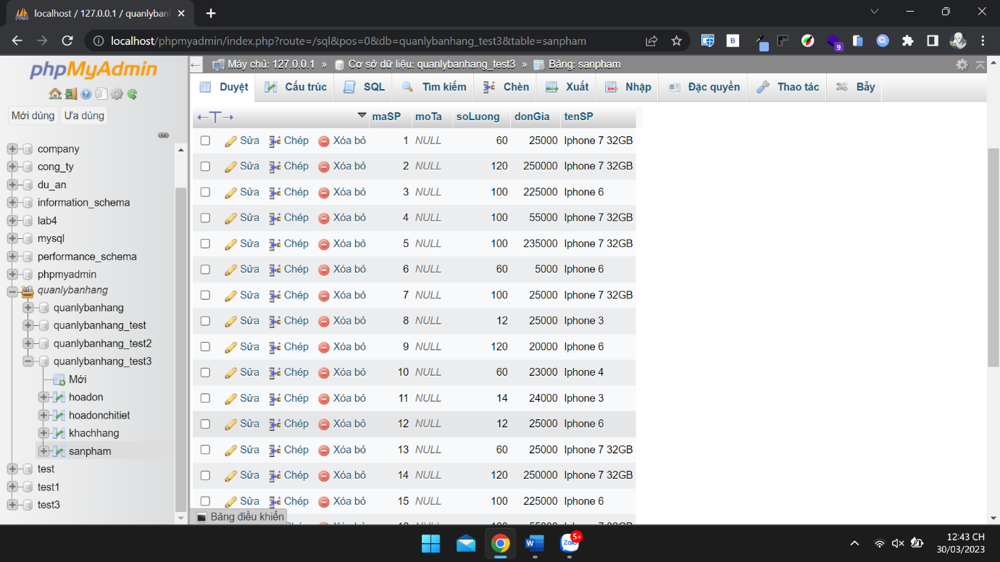 localhost / 127.0.0.1 / quanlybanh
localhost/phpmyadmin/index.php?route=/sql&pos=0&db=quanlybanhang_test3&table=sanpham
B
9
phpMyAdmin
Mới dùng Ưa dùng
company
cong_ty
du_an
information_schema
lab4
mysql
performance_schema
phpmyadmin
quanlybanhang
quanlybanhang
quanlybanhang_test
quanlybanhang_test2
quanlybanhang_test3
Mới
hoadon
hoadonchitiet
khachhang
sanpham
test
test1
test3
Máy chủ: 127.0.0.1 » Cơ sở dữ liệu: quanlybanhang_test3 » Bảng: sanpham
Duyệt Cấu trúc SQL Tìm kiếm Chèn Xuất Nhập Đặc quyền Thao tác Bẫy
←T→ maSP moTa soLuong donGia tenSP
Sửa Chép Xóa bỏ 1 NULL 60 25000 Iphone 7 32GB
Sửa Chép Xóa bỏ 2 NULL 120 250000 Iphone 7 32GB
Sửa Chép Xóa bỏ 3 NULL 100 225000 Iphone 6
Sửa Chép Xóa bỏ 4 NULL 100 55000 Iphone 7 32GB
Sửa Chép Xóa bỏ 5 NULL 100 235000 Iphone 7 32GB
Sửa Chép Xóa bỏ 6 NULL 60 5000 Iphone 6
Sửa Chép Xóa bỏ 7 NULL 100 25000 Iphone 7 32GB
Sửa Chép Xóa bỏ 8 NULL 12 25000 Iphone 3
Sửa Chép Xóa bỏ 9 NULL 120 20000 Iphone 6
Sửa Chép Xóa bỏ 10 NULL 60 23000 Iphone 4
Sửa Chép Xóa bỏ 11 NULL 14 24000 Iphone 3
Sửa Chép Xóa bỏ 12 NULL 12 25000 Iphone 6
Sửa Chép Xóa bỏ 13 NULL 60 25000 Iphone 7 32GB
Sửa Chép Xóa bỏ 14 NULL 120 250000 Iphone 7 32GB
Sửa Chép Xóa bỏ 15 NULL 100 225000 Iphone 6
Bảng điều khiển
W
Zalo
5+
12:43 CH
30/03/2023